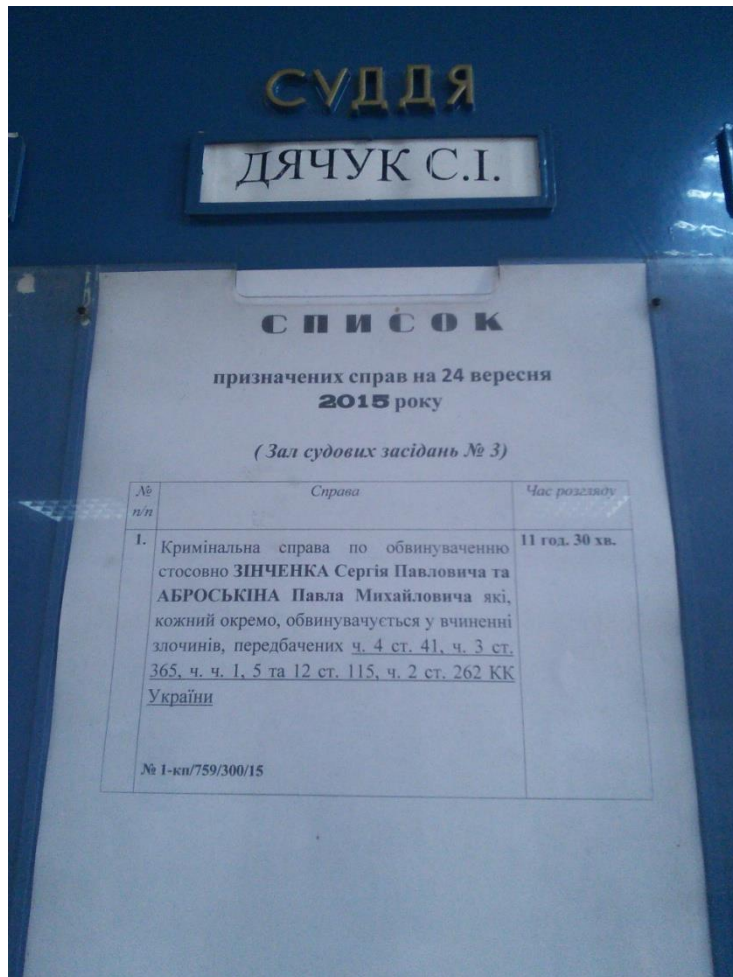 СУДДЯ
ДЯЧУК С.І.
СПИСОК
призначених справ на 24 вересня
2015 року
( Зал судових засідань № 3)
№ п/п
Справа
Час розгляду
1.
Кримінальна справа по обвинуваченню
стосовно ЗІНЧЕНКА Сергія Павловича та
АБРОСЬКІНА Павла Михайловича які,
кожний окремо, обвинувачується у вчиненні
злочинів, передбачених ч. 4 ст. 41, ч. 3 ст.
365, ч. ч. 1, 5 та 12 ст. 115, ч. 2 ст. 262 КК
України
11 год. 30 хв.
№ 1-кп/759/300/15